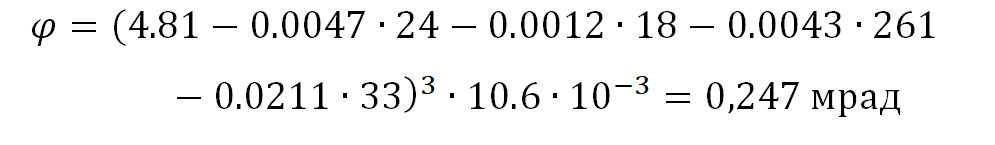 φ = (4.81 − 0.0047 ∙ 24 − 0.0012 ∙ 18 − 0.0043 ∙ 261
− 0.0211 ∙ 33)³ ∙ 10.6 ∙ 10⁻³ = 0,247 мрад